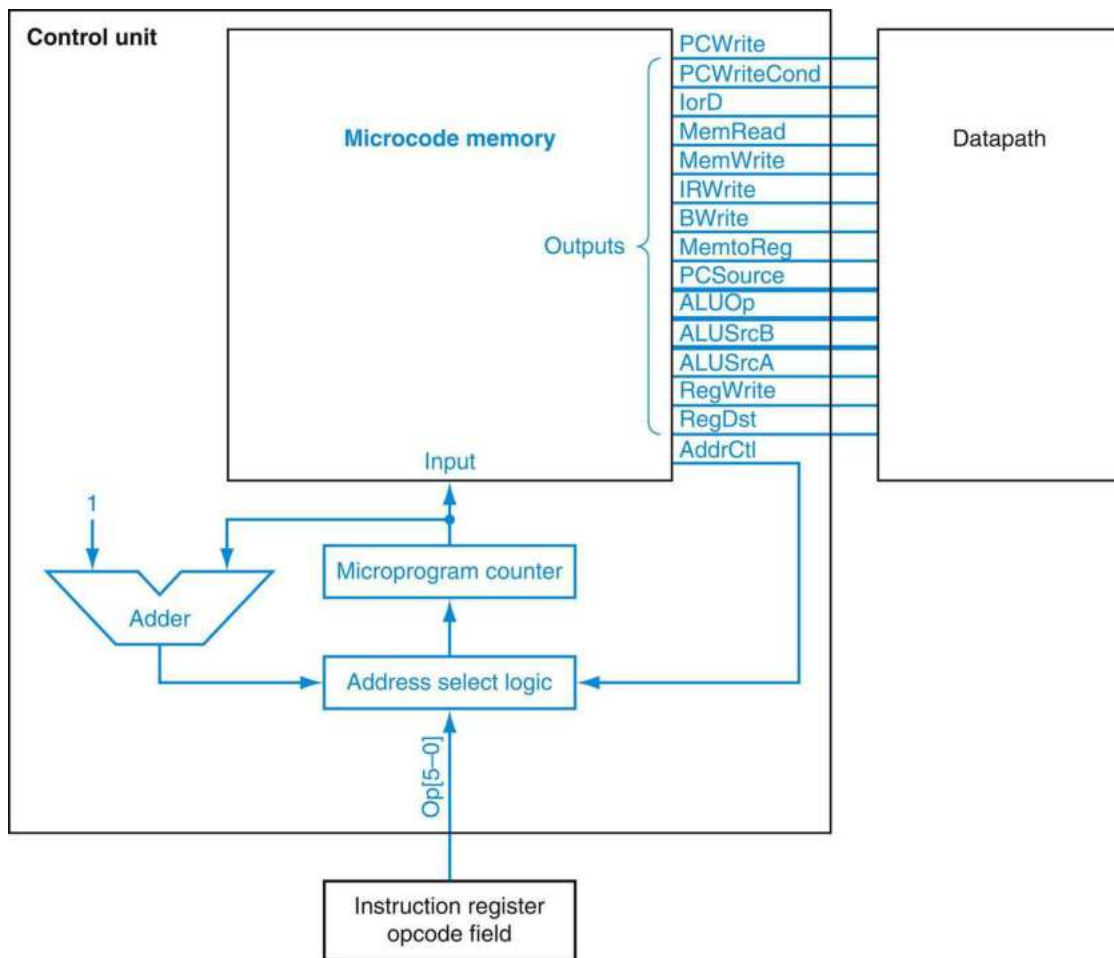 Control unit
Microcode memory
Outputs
Input
PCWrite
PCWriteCond
IorD
MemRead
MemWrite
IRWrite
BWrite
MemtoReg
PCSource
ALUOp
ALUSrcB
ALUSrcA
RegWrite
RegDst
AddrCtl
Datapath
1
Adder
Microprogram counter
Address select logic
Op[5–0]
Instruction register
opcode field